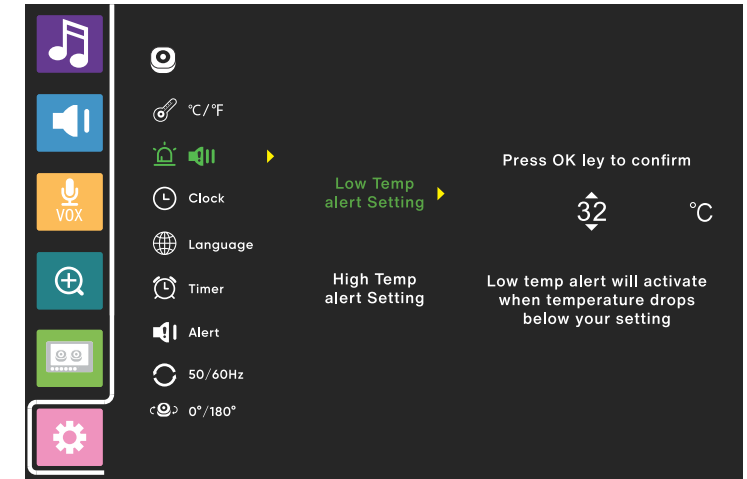 VOX
°C/°F
Clock
Language
Timer
Alert
50/60Hz
0°/180°
Low Temp
alert Setting
High Temp
alert Setting
Press OK ley to confirm
32 °C
Low temp alert will activate
when temperature drops
below your setting